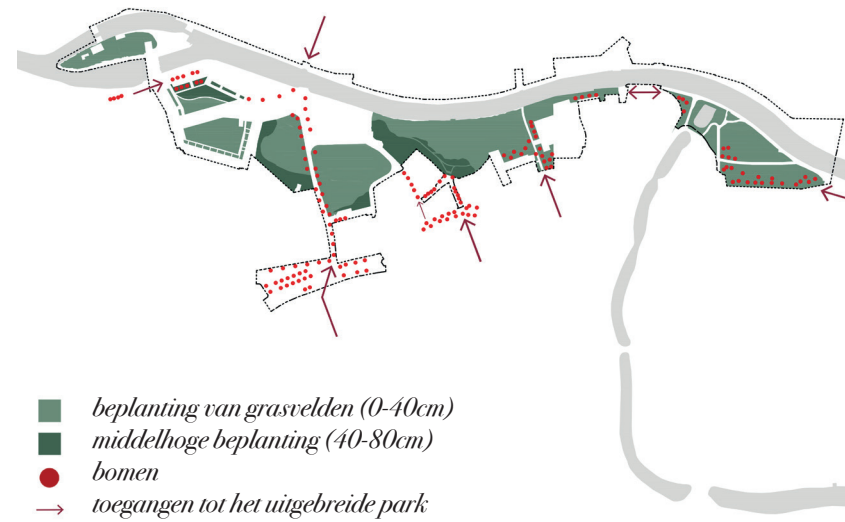 beplanting van grasvelden (0-40cm)
middelhoge beplanting (40-80cm)
bomen
toegangen tot het uitgebreide park